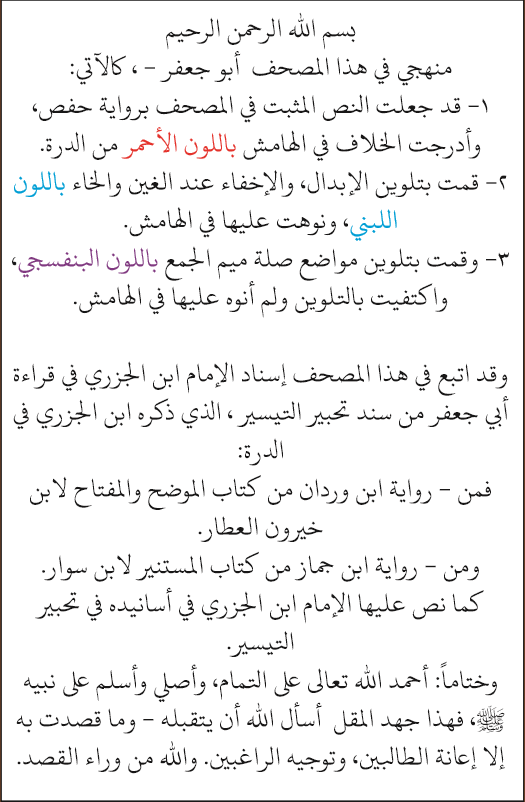 بسم الله الرحمن الرحيم
منهجي في هذا المصحف أبو جعفر - ، كالآتي:
١- قد جعلت النص المثبت في المصحف برواية حفص،
وأدرجت الخلاف في الهامش باللون الأحمر من الدرة.
٢- قمت بتلوين الإبدال، والإخفاء عند الغين والخاء باللون
اللبني، ونوهت عليها في الهامش.
٣- وقمت بتلوين مواضع صلة ميم الجمع باللون البنفسجي،
واكتفيت بالتلوين ولم أنوه عليها في الهامش.
وقد اتبع في هذا المصحف إسناد الإمام ابن الجزري في قراءة
أبي جعفر من سند تحبير التيسير ، الذي ذكره ابن الجزري في
الدرة:
فمن - رواية ابن وردان من كتاب الموضح والمفتاح لابن
خيرون العطار.
ومن - رواية ابن جماز من كتاب المستنير لابن سوار.
كما نص عليها الإمام ابن الجزري في أسانيده في تحبير
التيسير.
وختاماً: أحمد الله تعالى على التمام، وأصلي وأسلم على نبيه
ﷺ، فهذا جهد المقل أسأل الله أن يتقبله - وما قصدت به
إلا إعانة الطالبين، وتوجيه الراغبين. والله من وراء القصد.